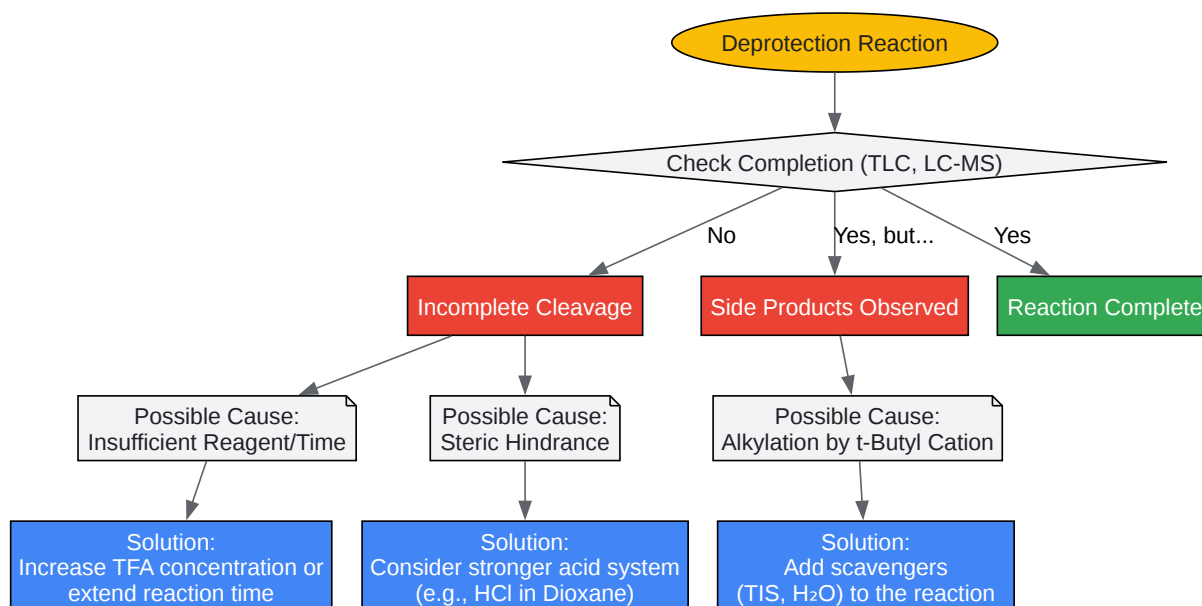 Deprotection Reaction
Check Completion (TLC, LC-MS)
No
Yes, but...
Yes
Incomplete Cleavage
Side Products Observed
Reaction Complete
Possible Cause:
Insufficient Reagent/Time
Possible Cause:
Steric Hindrance
Possible Cause:
Alkylation by t-Butyl Cation
Solution:
Increase TFA concentration or
extend reaction time
Solution:
Consider stronger acid system
(e.g., HCl in Dioxane)
Solution:
Add scavengers
(TIS, H₂O) to the reaction